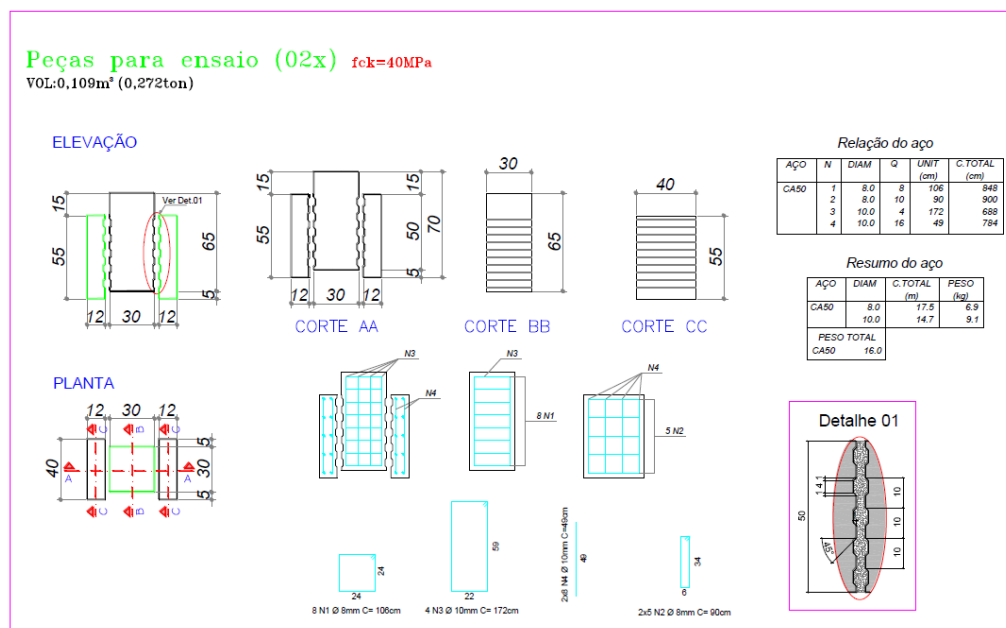 Peças para ensaio (02x) fck=40MPa
VOL:0,109m³ (0,272ton)
ELEVAÇÃO
15
55
65
5
12 30 12
Ver Det.01
15
55
50
70
5
12 30 12
CORTE AA
30
65
CORTE BB
40
55
CORTE CC
Relação do aço
AÇO N DIAM Q UNIT C.TOTAL
(cm) (cm)
CA50 1 8.0 8 106 848
2 8.0 10 90 900
3 10.0 4 172 688
4 10.0 16 49 784
Resumo do aço
AÇO DIAM C.TOTAL PESO
(m) (kg)
CA50 8.0 17.5 6.9
10.0 14.7 9.1
PESO TOTAL
CA50 16.0
PLANTA
12 30 12
C B C
40
5
30
5
A A
C B C
N3
N4
N3
8 N1
N4
5 N2
24
24
8 N1 Ø 8mm C= 106cm
59
22
4 N3 Ø 10mm C= 172cm
2x8 N4 Ø 10mm C=49cm
49
34
6
2x5 N2 Ø 8mm C= 90cm
Detalhe 01
50
4 1
10
10
10
45°